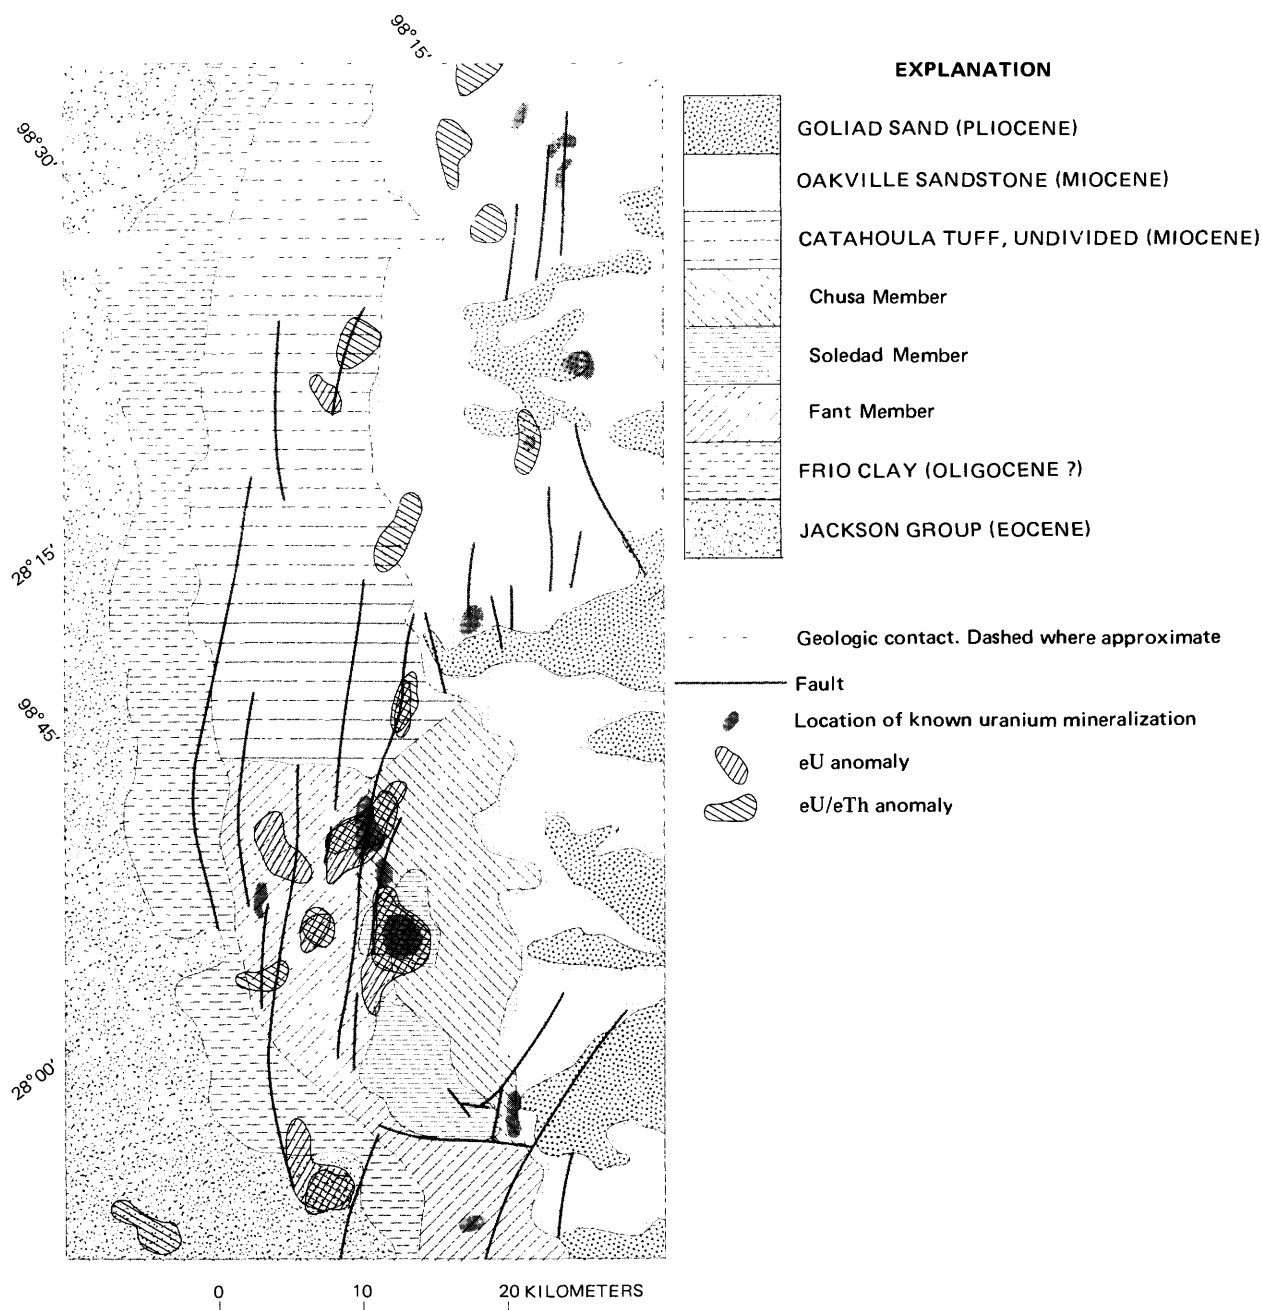 98°15'
98°30'
28°15'
98°45'
28°00'
EXPLANATION
GOLIAD SAND (PLIOCENE)
OAKVILLE SANDSTONE (MIOCENE)
CATAHOULA TUFF, UNDIVIDED (MIOCENE)
Chusa Member
Soledad Member
Fant Member
FRIO CLAY (OLIGOCENE ?)
JACKSON GROUP (EOCENE)
Geologic contact. Dashed where approximate
Fault
Location of known uranium mineralization
eU anomaly
eU/eTh anomaly
0 10 20 KILOMETERS